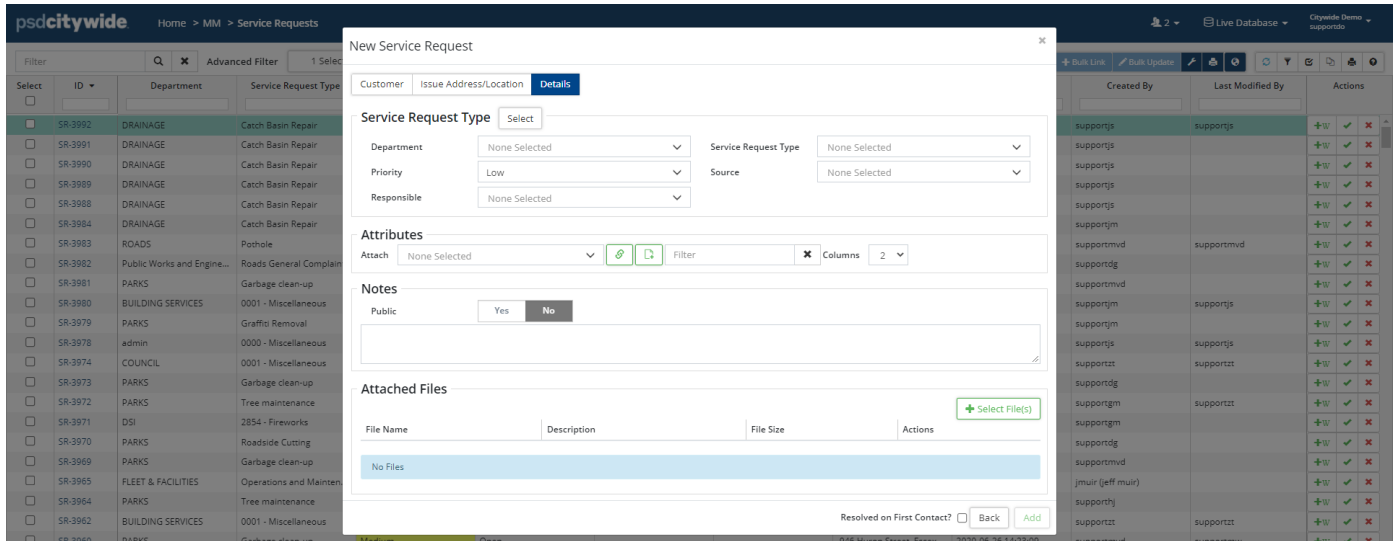 psdcitywide. Home > MM > Service Requests 2 Live Database Citywide Demo
supportdo
New Service Request ×
Filter Advanced Filter 1 Selec Bulk Link Bulk Update
Select ID Department Service Request Type Created By Last Modified By Actions
Customer Issue Address/Location Details
Service Request Type Select
Department None Selected Service Request Type None Selected
Priority Low Source None Selected
Responsible None Selected
Attributes
Attach None Selected Filter Columns 2
Notes
Public Yes No
Attached Files
Select File(s)
File Name Description File Size Actions
No Files
Resolved on First Contact? Back Add
SR-3992 DRAINAGE Catch Basin Repair supportjs supportjs W
SR-3991 DRAINAGE Catch Basin Repair supportjs W
SR-3990 DRAINAGE Catch Basin Repair supportjs W
SR-3989 DRAINAGE Catch Basin Repair supportjs W
SR-3988 DRAINAGE Catch Basin Repair supportjs W
SR-3984 DRAINAGE Catch Basin Repair supportjm W
SR-3983 ROADS Pothole supportmvd supportmvd W
SR-3982 Public Works and Engine... Roads General Complain supportdg W
SR-3981 PARKS Garbage clean-up supportmvd W
SR-3980 BUILDING SERVICES 0001 - Miscellaneous supportjm supportjs W
SR-3979 PARKS Graffiti Removal supportjm W
SR-3978 admin 0000 - Miscellaneous supportjs supportjs W
SR-3974 COUNCIL 0001 - Miscellaneous supportzt supportzt W
SR-3973 PARKS Garbage clean-up supportdg W
SR-3972 PARKS Tree maintenance supportgm supportzt W
SR-3971 DSI 2854 - Fireworks supportgm W
SR-3970 PARKS Roadside Cutting supportdg W
SR-3969 PARKS Garbage clean-up supportmvd W
SR-3965 FLEET & FACILITIES Operations and Mainten. jmuir (jeff muir) W
SR-3964 PARKS Tree maintenance supporthj W
SR-3962 BUILDING SERVICES 0001 - Miscellaneous supportzt supportzt W
SR-3960 PARKS Garbage clean-up Medium Open